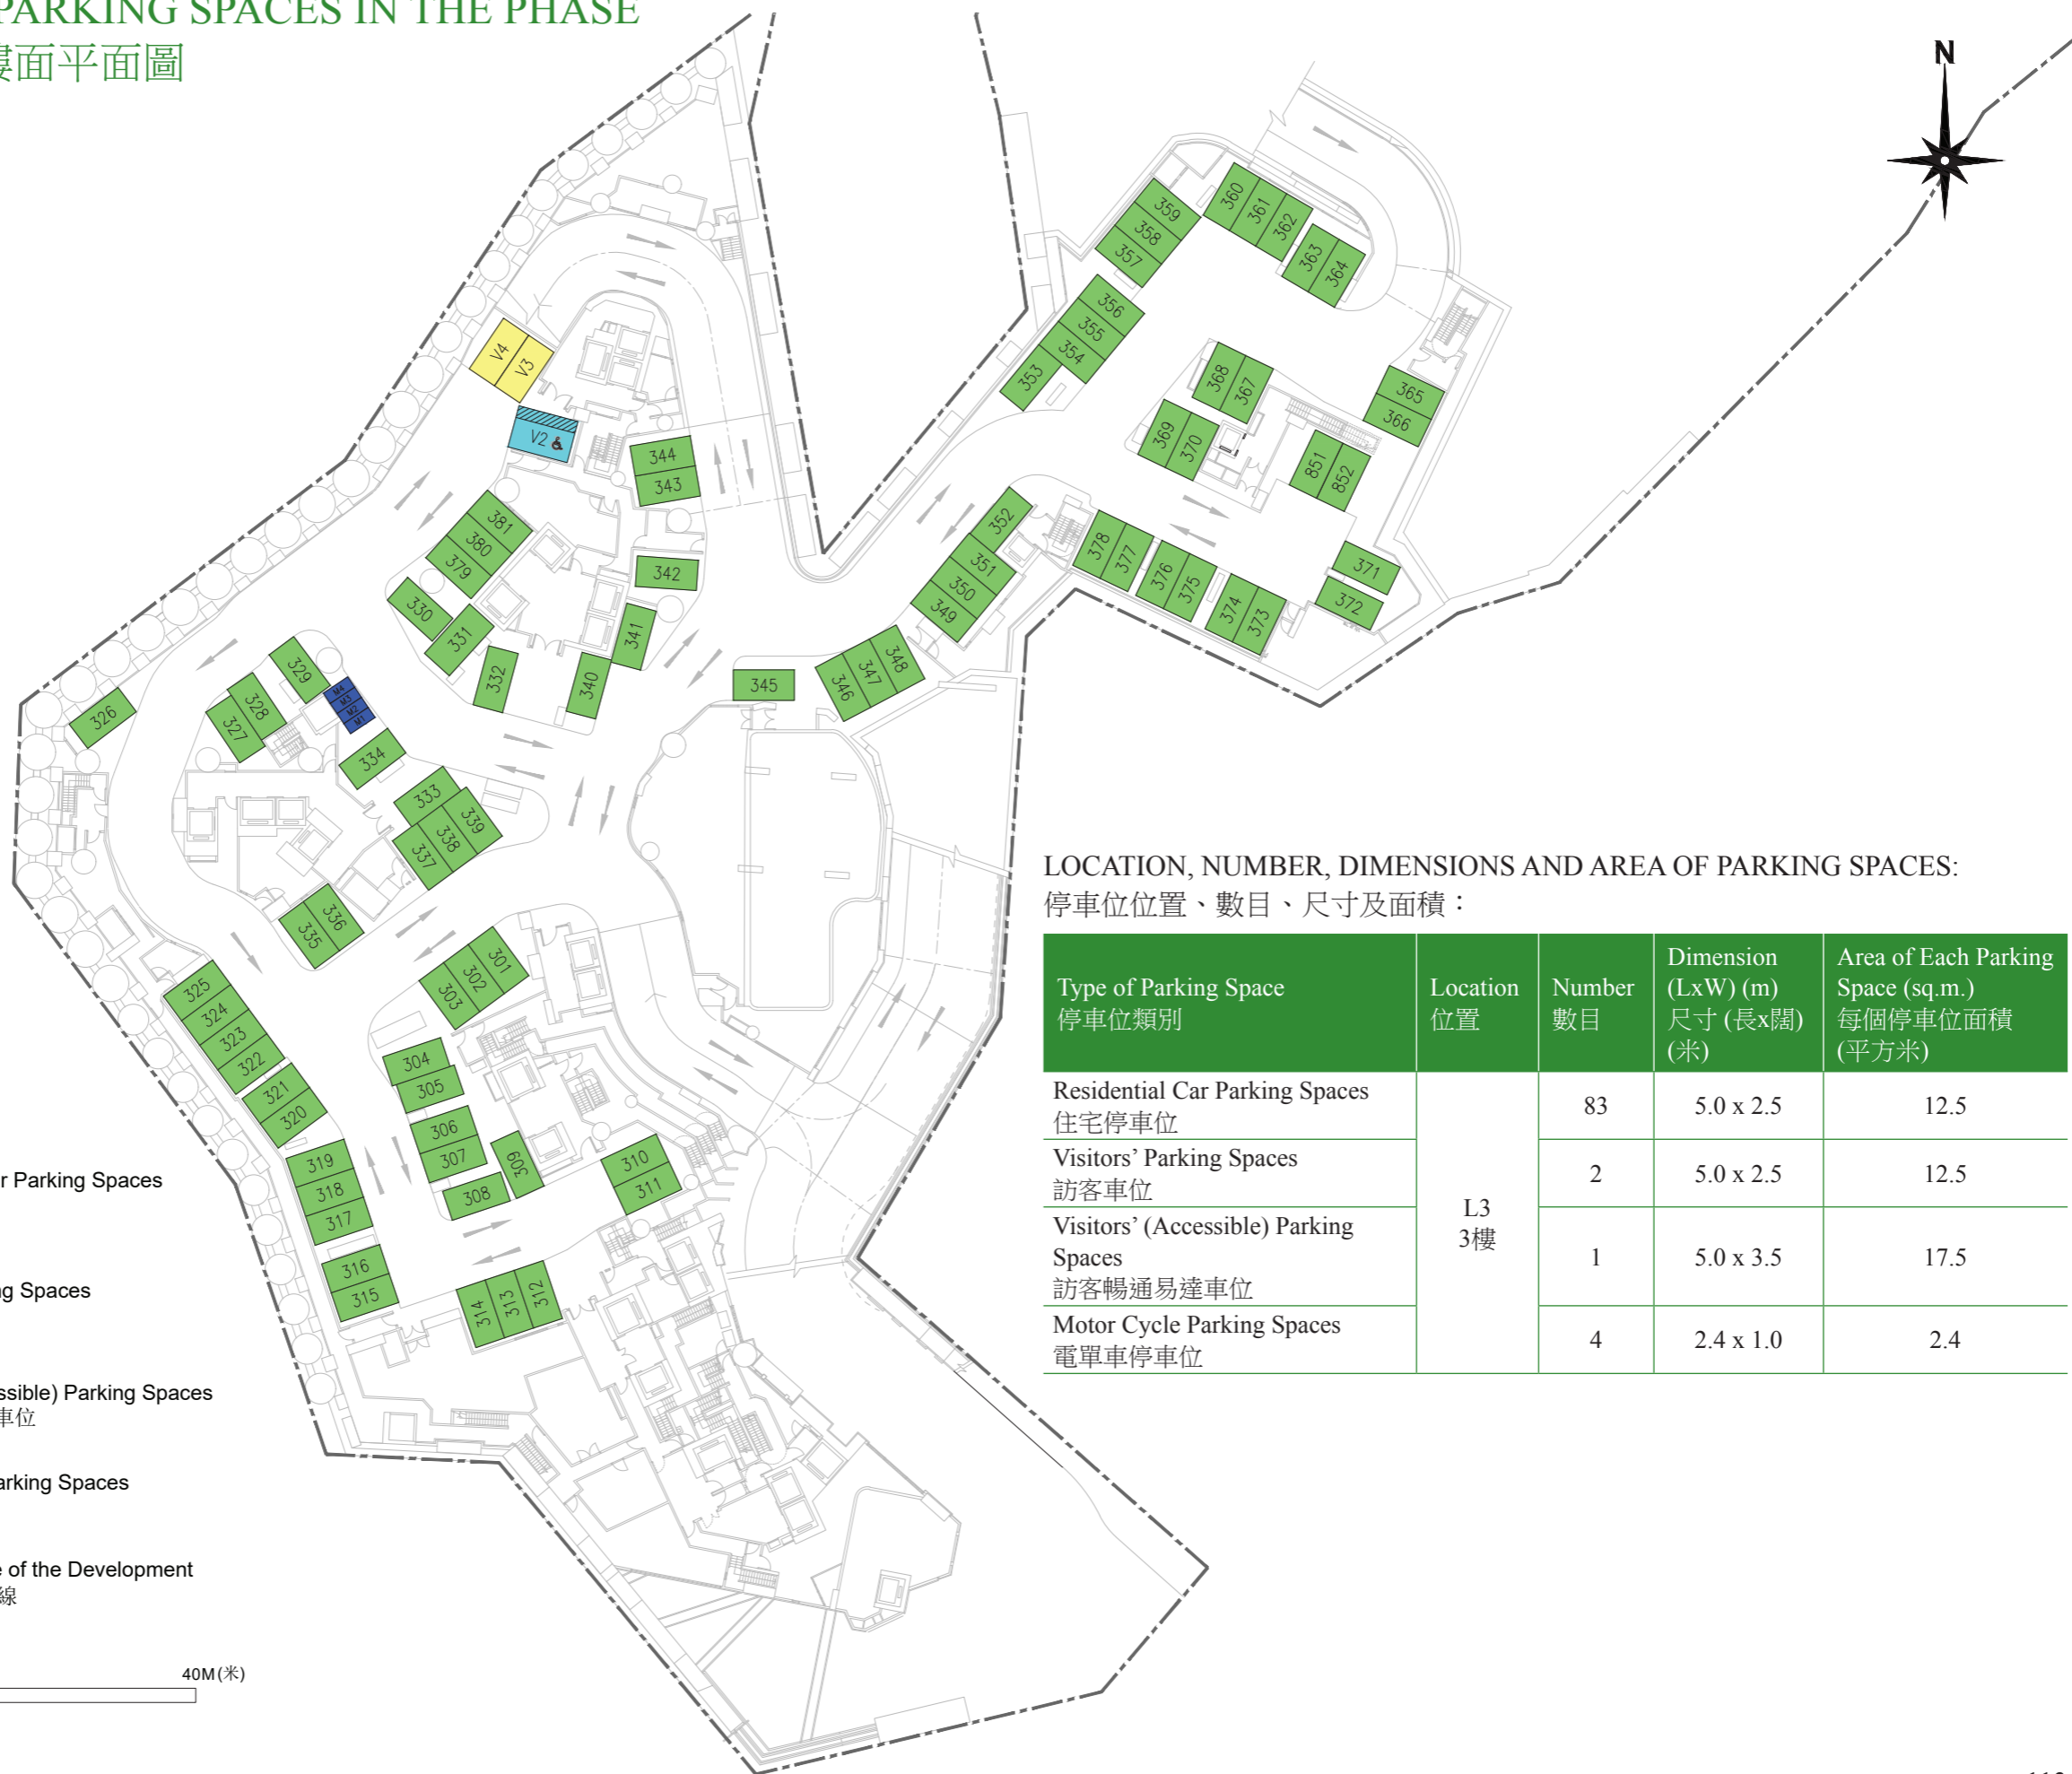 PARKING SPACES IN THE PHASE
樓面平面圖
N
359
358
357
360
361
362
363
364
356
355
354
353
V4
V3
V2
368
367
365
366
369
370
851
852
344
343
381
380
379
352
351
350
349
378
377
376
375
374
373
371
372
342
330
331
332
341
340
348
347
346
345
329
328
327
326
M4
M3
M2
M1
334
333
339
338
337
336
335
301
302
303
325
324
323
322
321
320
304
305
306
307
308
309
310
311
319
318
317
316
315
314
313
312
LOCATION, NUMBER, DIMENSIONS AND AREA OF PARKING SPACES:
停車位位置、數目、尺寸及面積：
Type of Parking Space
停車位類別
Location
位置
Number
數目
Dimension
(LxW) (m)
尺寸 (長x闊)
(米)
Area of Each Parking
Space (sq.m.)
每個停車位面積
(平方米)
Residential Car Parking Spaces
住宅停車位
83
5.0 x 2.5
12.5
Visitors' Parking Spaces
訪客車位
2
5.0 x 2.5
12.5
L3
3樓
Visitors' (Accessible) Parking
Spaces
訪客暢通易達車位
1
5.0 x 3.5
17.5
Motor Cycle Parking Spaces
電單車停車位
4
2.4 x 1.0
2.4
r Parking Spaces
ng Spaces
ssible) Parking Spaces
車位
arking Spaces
e of the Development
線
40M(米)